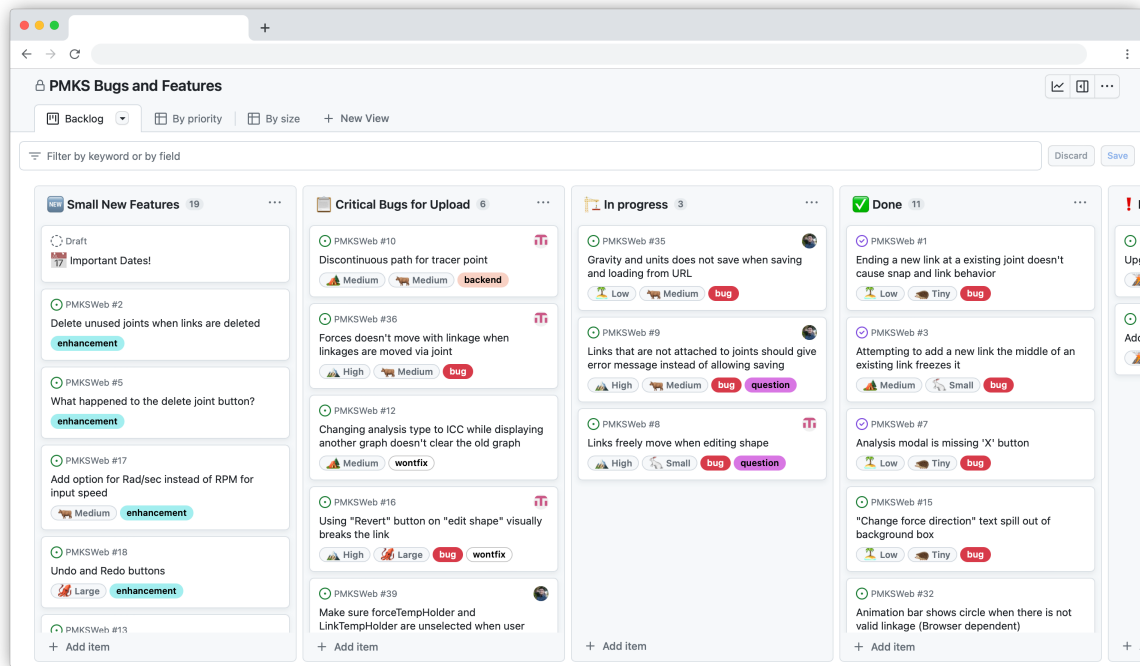 PMKS Bugs and Features
Backlog
By priority
By size
New View
Filter by keyword or by field
Discard
Save
NEW Small New Features 19
Draft
17 Important Dates!
PMKSWeb #2
Delete unused joints when links are deleted
enhancement
PMKSWeb #5
What happened to the delete joint button?
enhancement
PMKSWeb #17
Add option for Rad/sec instead of RPM for
input speed
Medium enhancement
PMKSWeb #18
Undo and Redo buttons
Large enhancement
PMKSWeb #13
Add item
Critical Bugs for Upload 6
PMKSWeb #10
Discontinuous path for tracer point
Medium Medium backend
PMKSWeb #36
Forces doesn't move with linkage when
linkages are moved via joint
High Medium bug
PMKSWeb #12
Changing analysis type to ICC while displaying
another graph doesn't clear the old graph
Medium wontfix
PMKSWeb #16
Using "Revert" button on "edit shape" visually
breaks the link
High Large bug wontfix
PMKSWeb #39
Make sure forceTempHolder and
LinkTempHolder are unselected when user
Add item
In progress 3
PMKSWeb #35
Gravity and units does not save when saving
and loading from URL
Low Medium bug
PMKSWeb #9
Links that are not attached to joints should give
error message instead of allowing saving
High Medium bug question
PMKSWeb #8
Links freely move when editing shape
High Small bug question
Add item
Done 11
PMKSWeb #1
Ending a new link at a existing joint doesn't
cause snap and link behavior
Low Tiny bug
PMKSWeb #3
Attempting to add a new link the middle of an
existing link freezes it
Medium Small bug
PMKSWeb #7
Analysis modal is missing 'X' button
Low Tiny bug
PMKSWeb #15
"Change force direction" text spill out of
background box
Low Tiny bug
PMKSWeb #32
Animation bar shows circle when there is not
valid linkage (Browser dependent)
Add item